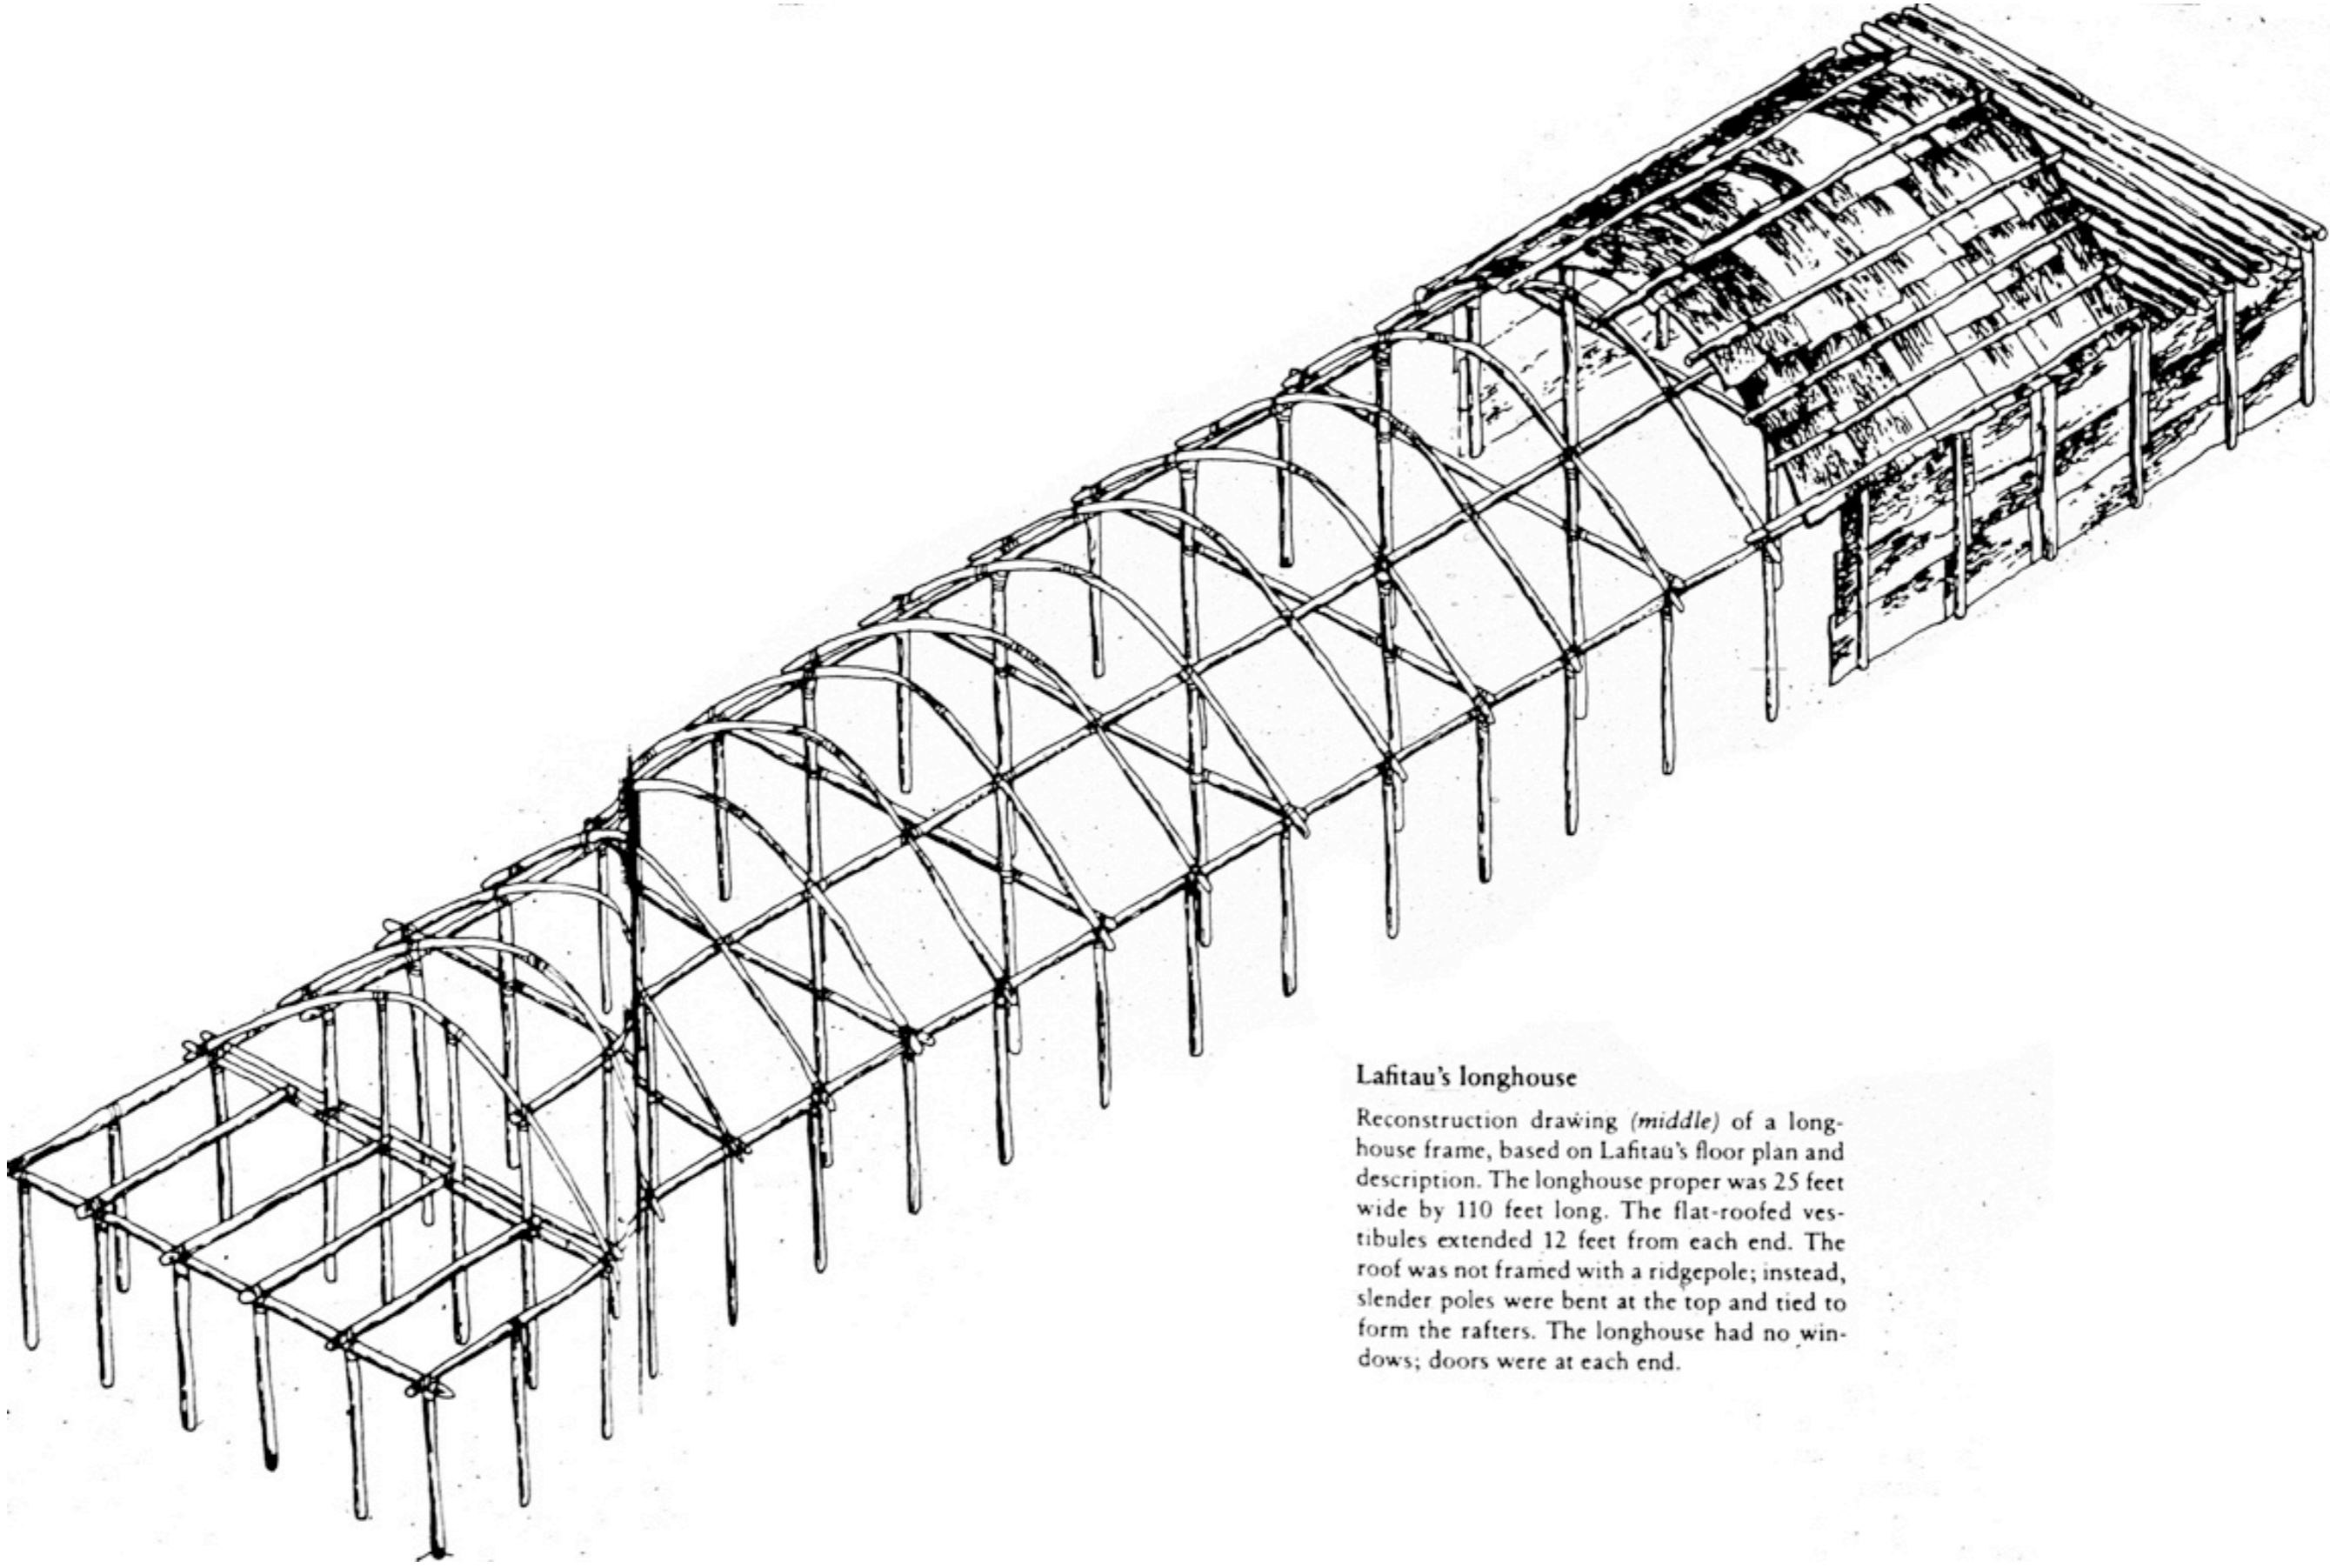 Lafitau's longhouse
Reconstruction drawing (middle) of a long-
house frame, based on Lafitau's floor plan and
description. The longhouse proper was 25 feet
wide by 110 feet long. The flat-roofed ves-
tibules extended 12 feet from each end. The
roof was not framed with a ridgepole; instead,
slender poles were bent at the top and tied to
form the rafters. The longhouse had no win-
dows; doors were at each end.